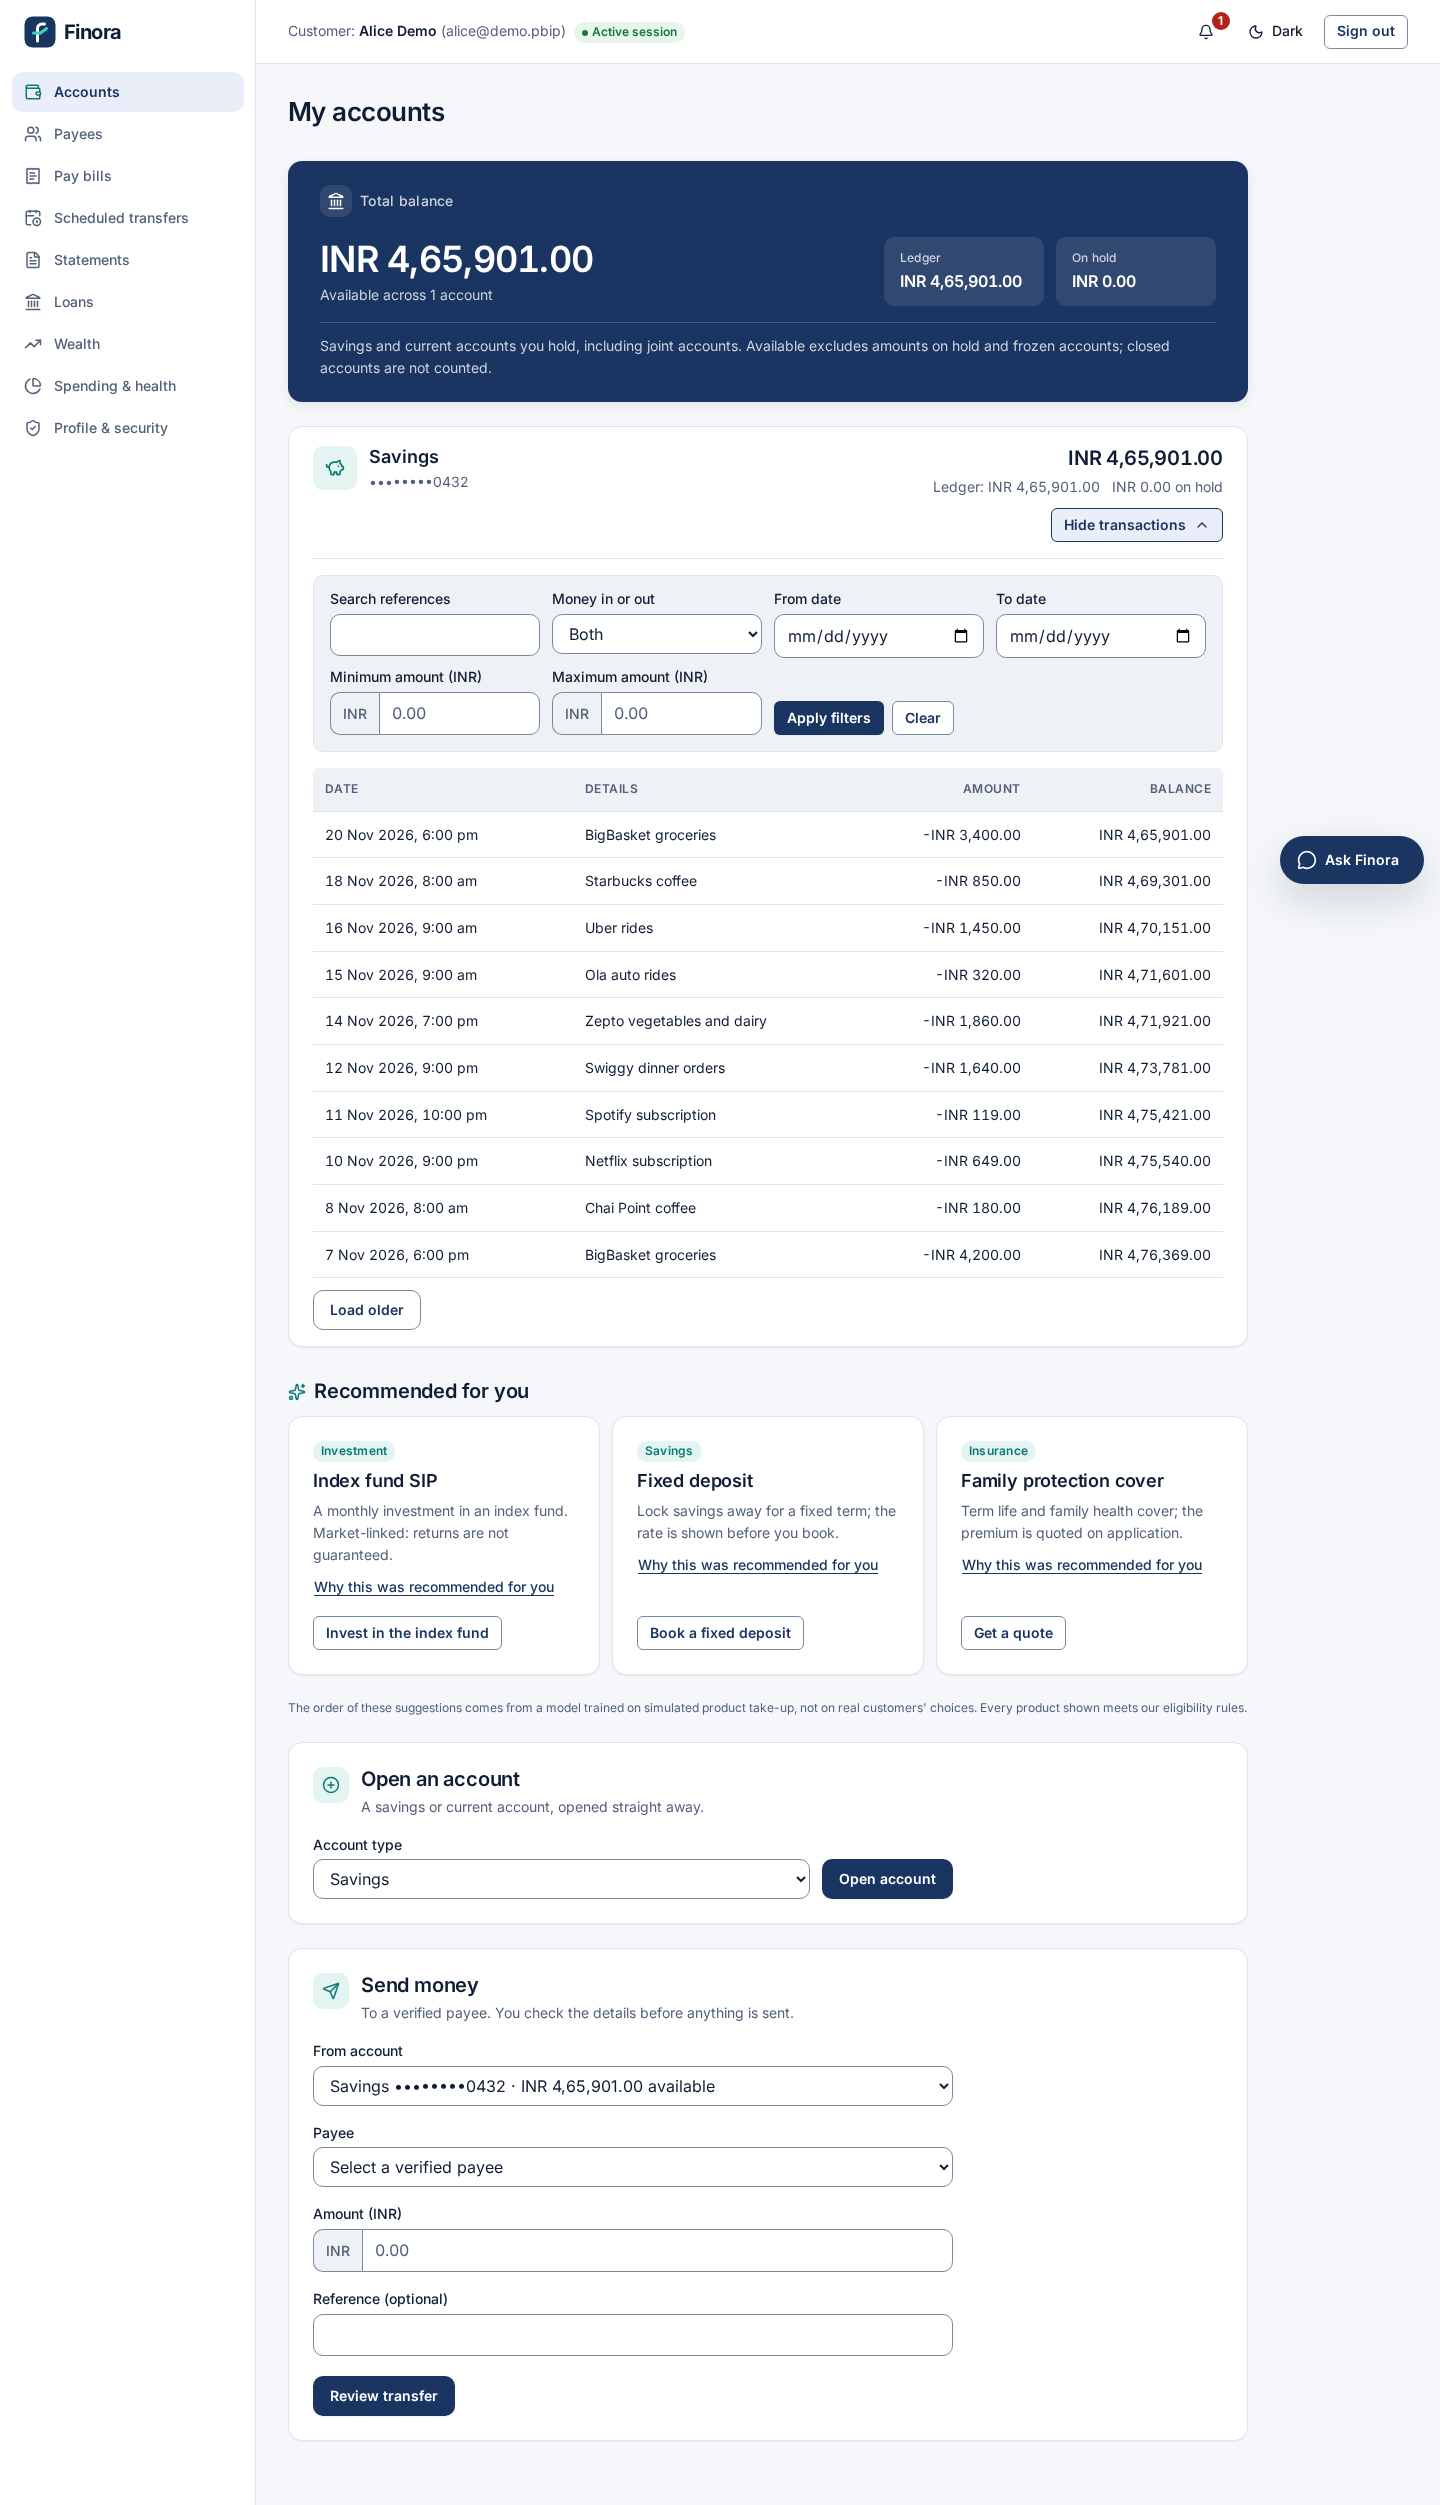 Finora
Customer: Alice Demo (alice@demo.pbip) Active session
1
Dark
Sign out
Accounts
Payees
Pay bills
Scheduled transfers
Statements
Loans
Wealth
Spending & health
Profile & security
My accounts
Total balance
INR 4,65,901.00
Available across 1 account
Ledger
INR 4,65,901.00
On hold
INR 0.00
Savings and current accounts you hold, including joint accounts. Available excludes amounts on hold and frozen accounts; closed
accounts are not counted.
Savings
••••••••0432
INR 4,65,901.00
Ledger: INR 4,65,901.00 INR 0.00 on hold
Hide transactions
Search references
Money in or out
Both
From date
mm/dd/yyyy
To date
mm/dd/yyyy
Minimum amount (INR)
INR 0.00
Maximum amount (INR)
INR 0.00
Apply filters
Clear
DATE DETAILS AMOUNT BALANCE
20 Nov 2026, 6:00 pm BigBasket groceries -INR 3,400.00 INR 4,65,901.00
18 Nov 2026, 8:00 am Starbucks coffee -INR 850.00 INR 4,69,301.00
16 Nov 2026, 9:00 am Uber rides -INR 1,450.00 INR 4,70,151.00
15 Nov 2026, 9:00 am Ola auto rides -INR 320.00 INR 4,71,601.00
14 Nov 2026, 7:00 pm Zepto vegetables and dairy -INR 1,860.00 INR 4,71,921.00
12 Nov 2026, 9:00 pm Swiggy dinner orders -INR 1,640.00 INR 4,73,781.00
11 Nov 2026, 10:00 pm Spotify subscription -INR 119.00 INR 4,75,421.00
10 Nov 2026, 9:00 pm Netflix subscription -INR 649.00 INR 4,75,540.00
8 Nov 2026, 8:00 am Chai Point coffee -INR 180.00 INR 4,76,189.00
7 Nov 2026, 6:00 pm BigBasket groceries -INR 4,200.00 INR 4,76,369.00
Load older
Ask Finora
Recommended for you
Investment
Index fund SIP
A monthly investment in an index fund.
Market-linked: returns are not
guaranteed.
Why this was recommended for you
Invest in the index fund
Savings
Fixed deposit
Lock savings away for a fixed term; the
rate is shown before you book.
Why this was recommended for you
Book a fixed deposit
Insurance
Family protection cover
Term life and family health cover; the
premium is quoted on application.
Why this was recommended for you
Get a quote
The order of these suggestions comes from a model trained on simulated product take-up, not on real customers' choices. Every product shown meets our eligibility rules.
Open an account
A savings or current account, opened straight away.
Account type
Savings
Open account
Send money
To a verified payee. You check the details before anything is sent.
From account
Savings ••••••••0432 · INR 4,65,901.00 available
Payee
Select a verified payee
Amount (INR)
INR 0.00
Reference (optional)
Review transfer